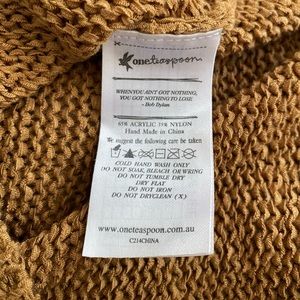 oneteaspoon
WHEN YOU AIN'T GOT NOTHING,
YOU GOT NOTHING TO LOSE
- Bob Dylan
65% ACRYLIC 35% NYLON
Hand Made in China
We suggest the following care be taken
COLD HAND WASH ONLY
DO NOT SOAK, BLEACH OR WRING
DO NOT TUMBLE DRY
DRY FLAT
DO NOT IRON
DO NOT DRYCLEAN (X)
www.oneteaspoon.com.au
C214CHINA